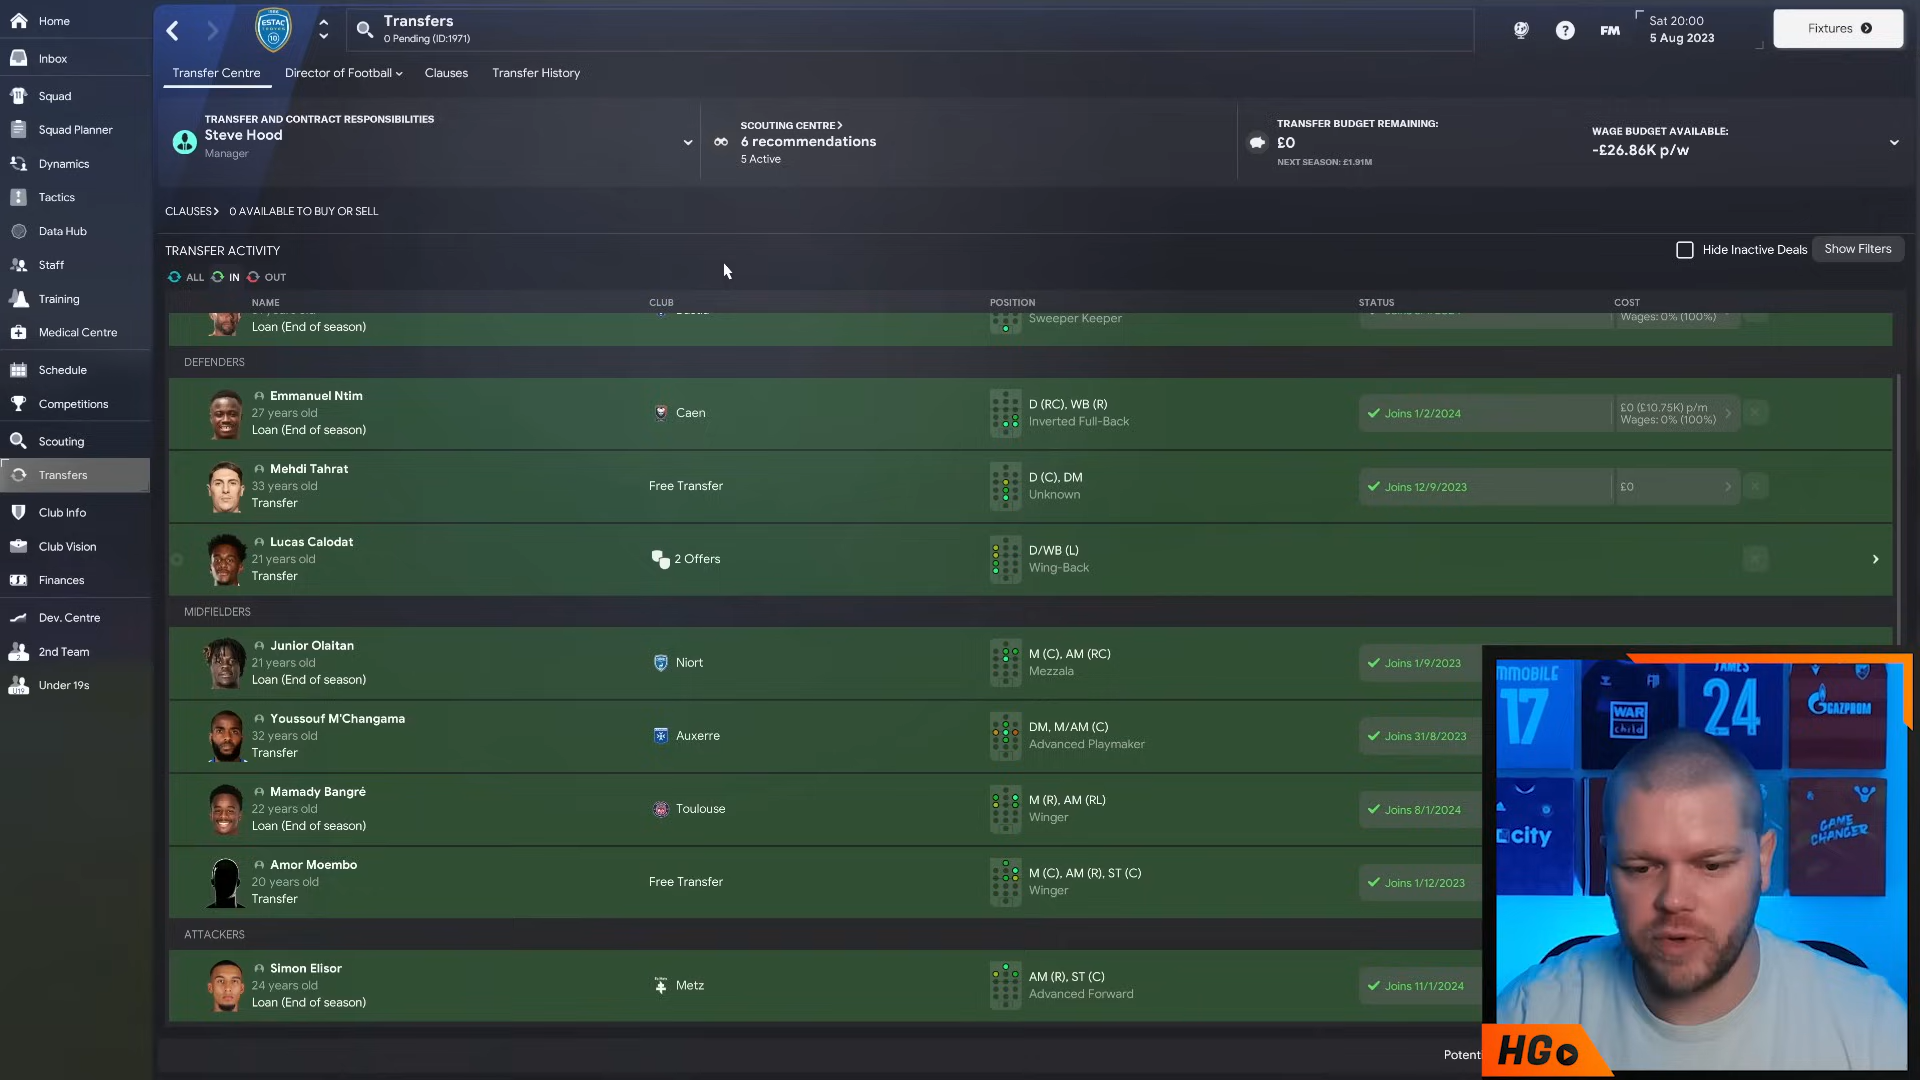 Home
Inbox
Squad
Squad Planner
Dynamics
Tactics
Data Hub
Staff
Training
Medical Centre
Schedule
Competitions
Scouting
Transfers
Club Info
Club Vision
Finances
Dev. Centre
2nd Team
Under 19s
ESTAC
Transfers
0 Pending (ID:1971)
FM
Sat 20:00
5 Aug 2023
Fixtures
Transfer Centre
Director of Football
Clauses
Transfer History
TRANSFER AND CONTRACT RESPONSIBILITIES
Steve Hood
Manager
SCOUTING CENTRE>
6 recommendations
5 Active
TRANSFER BUDGET REMAINING:
£0
NEXT SEASON: £1.91M
WAGE BUDGET AVAILABLE:
-£26.86K p/w
CLAUSES> 0 AVAILABLE TO BUY OR SELL
TRANSFER ACTIVITY
Hide Inactive Deals
Show Filters
ALL IN OUT
NAME CLUB POSITION STATUS COST
Loan (End of season)
Sweeper Keeper
Wages: 0% (100%)
DEFENDERS
Emmanuel Ntim
27 years old
Loan (End of season)
Caen
D (RC), WB (R)
Inverted Full-Back
Joins 1/2/2024
£0 (£10.75K) p/m
Wages: 0% (100%)
Mehdi Tahrat
33 years old
Transfer
Free Transfer
D (C), DM
Unknown
Joins 12/9/2023
£0
Lucas Calodat
21 years old
Transfer
2 Offers
D/WB (L)
Wing-Back
MIDFIELDERS
Junior Olaitan
21 years old
Loan (End of season)
Niort
M (C), AM (RC)
Mezzala
Joins 1/9/2023
Youssouf M'Changama
32 years old
Transfer
Auxerre
DM, M/AM (C)
Advanced Playmaker
Joins 31/8/2023
Mamady Bangré
22 years old
Loan (End of season)
Toulouse
M (R), AM (RL)
Winger
Joins 8/1/2024
Amor Moembo
20 years old
Transfer
Free Transfer
M (C), AM (R), ST (C)
Winger
Joins 1/12/2023
ATTACKERS
Simon Elisor
24 years old
Loan (End of season)
Metz
AM (R), ST (C)
Advanced Forward
Joins 11/1/2024
Potent
MMOBILE
17
WAR
child
JAMES
24
GAZPROM
city
GAME
CHANGER
HG